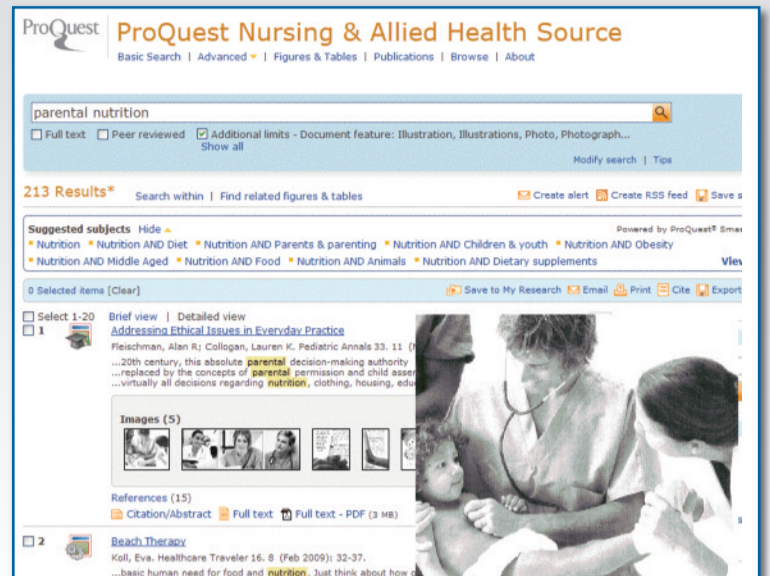 ProQuest
ProQuest Nursing & Allied Health Source
Basic Search | Advanced | Figures & Tables | Publications | Browse | About
parental nutrition
Full text Peer reviewed Additional limits - Document feature: Illustration, Illustrations, Photo, Photograph...
Show all
Modify search | Tips
213 Results* Search within | Find related figures & tables Create alert Create RSS feed Save s
Suggested subjects Hide Powered by ProQuest® Smar
Nutrition Nutrition AND Diet Nutrition AND Parents & parenting Nutrition AND Children & youth Nutrition AND Obesity
Nutrition AND Middle Aged Nutrition AND Food Nutrition AND Animals Nutrition AND Dietary supplements View
0 Selected items [Clear] Save to My Research Email Print Cite Export
Select 1-20 Brief view | Detailed view
1 Addressing Ethical Issues in Everyday Practice
Fleischman, Alan R; Collogan, Lauren K. Pediatric Annals 33. 11 (
...20th century, this absolute parental decision-making authority
...replaced by the concepts of parental permission and child asser
...virtually all decisions regarding nutrition, clothing, housing, edu
Images (5)
References (15)
Citation/Abstract Full text Full text - PDF (3 MB)
2 Beach Therapy
Koll, Eva. Healthcare Traveler 16. 8 (Feb 2009): 32-37.
...basic human need for food and nutrition. Just think about how